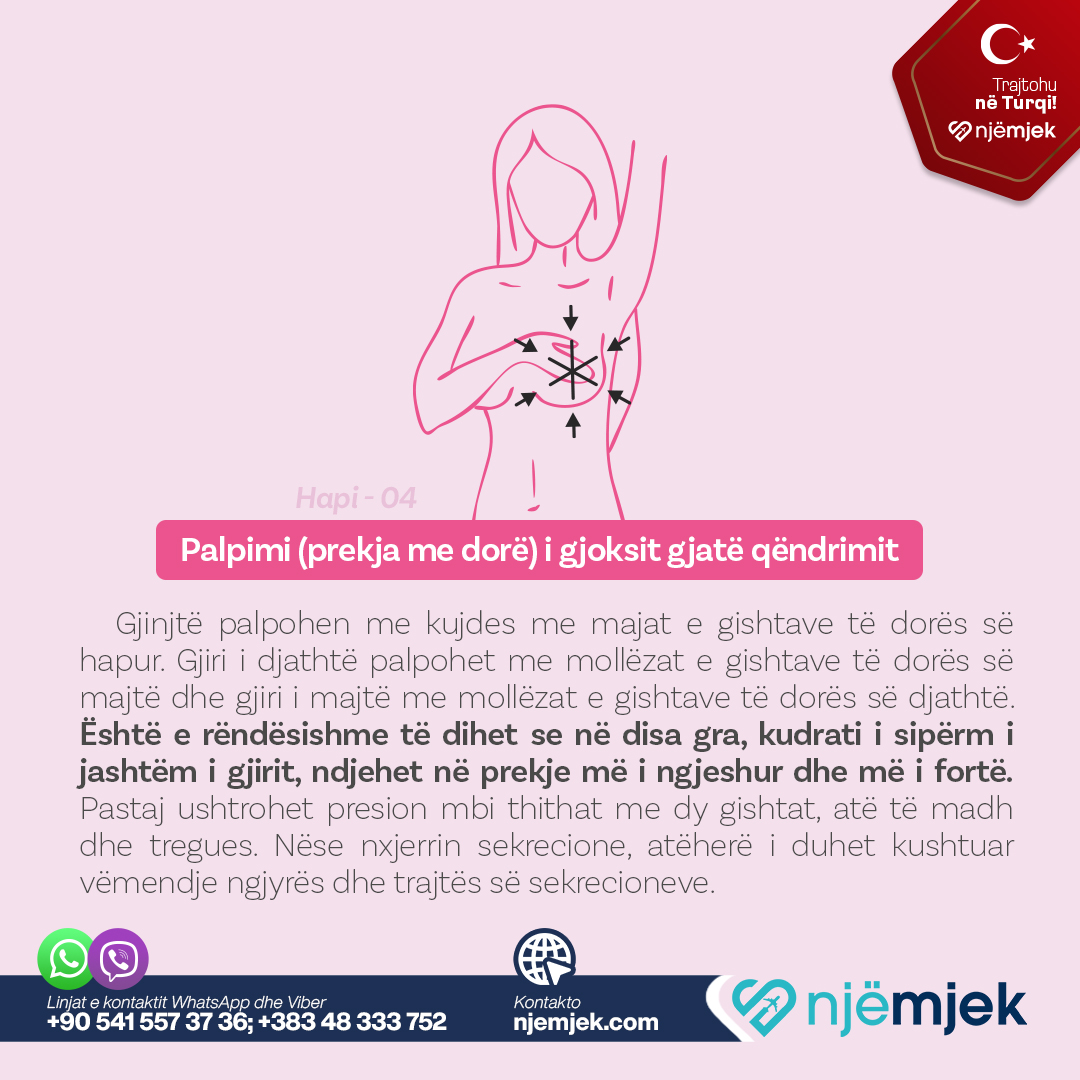 Trajtohu
në Turqi!
njëmjek
Hapi - 04
Palpimi (prekja me dorë) i gjoksit gjatë qëndrimit
Gjinjtë palpohen me kujdes me majat e gishtave të dorës së
hapur. Gjiri i djathtë palpohet me mollëzat e gishtave të dorës së
majtë dhe gjiri i majtë me mollëzat e gishtave të dorës së djathtë.
Është e rëndësishme të dihet se në disa gra, kudrati i sipërm i
jashtëm i gjirit, ndjehet në prekje më i ngjeshur dhe më i fortë.
Pastaj ushtrohet presion mbi thithat me dy gishtat, atë të madh
dhe tregues. Nëse nxjerrin sekrecione, atëherë i duhet kushtuar
vëmendje ngjyrës dhe trajtës së sekrecioneve.
Linjat e kontaktit WhatsApp dhe Viber
+90 541 557 37 36; +383 48 333 752
Kontakto
njemjek.com
njëmjek